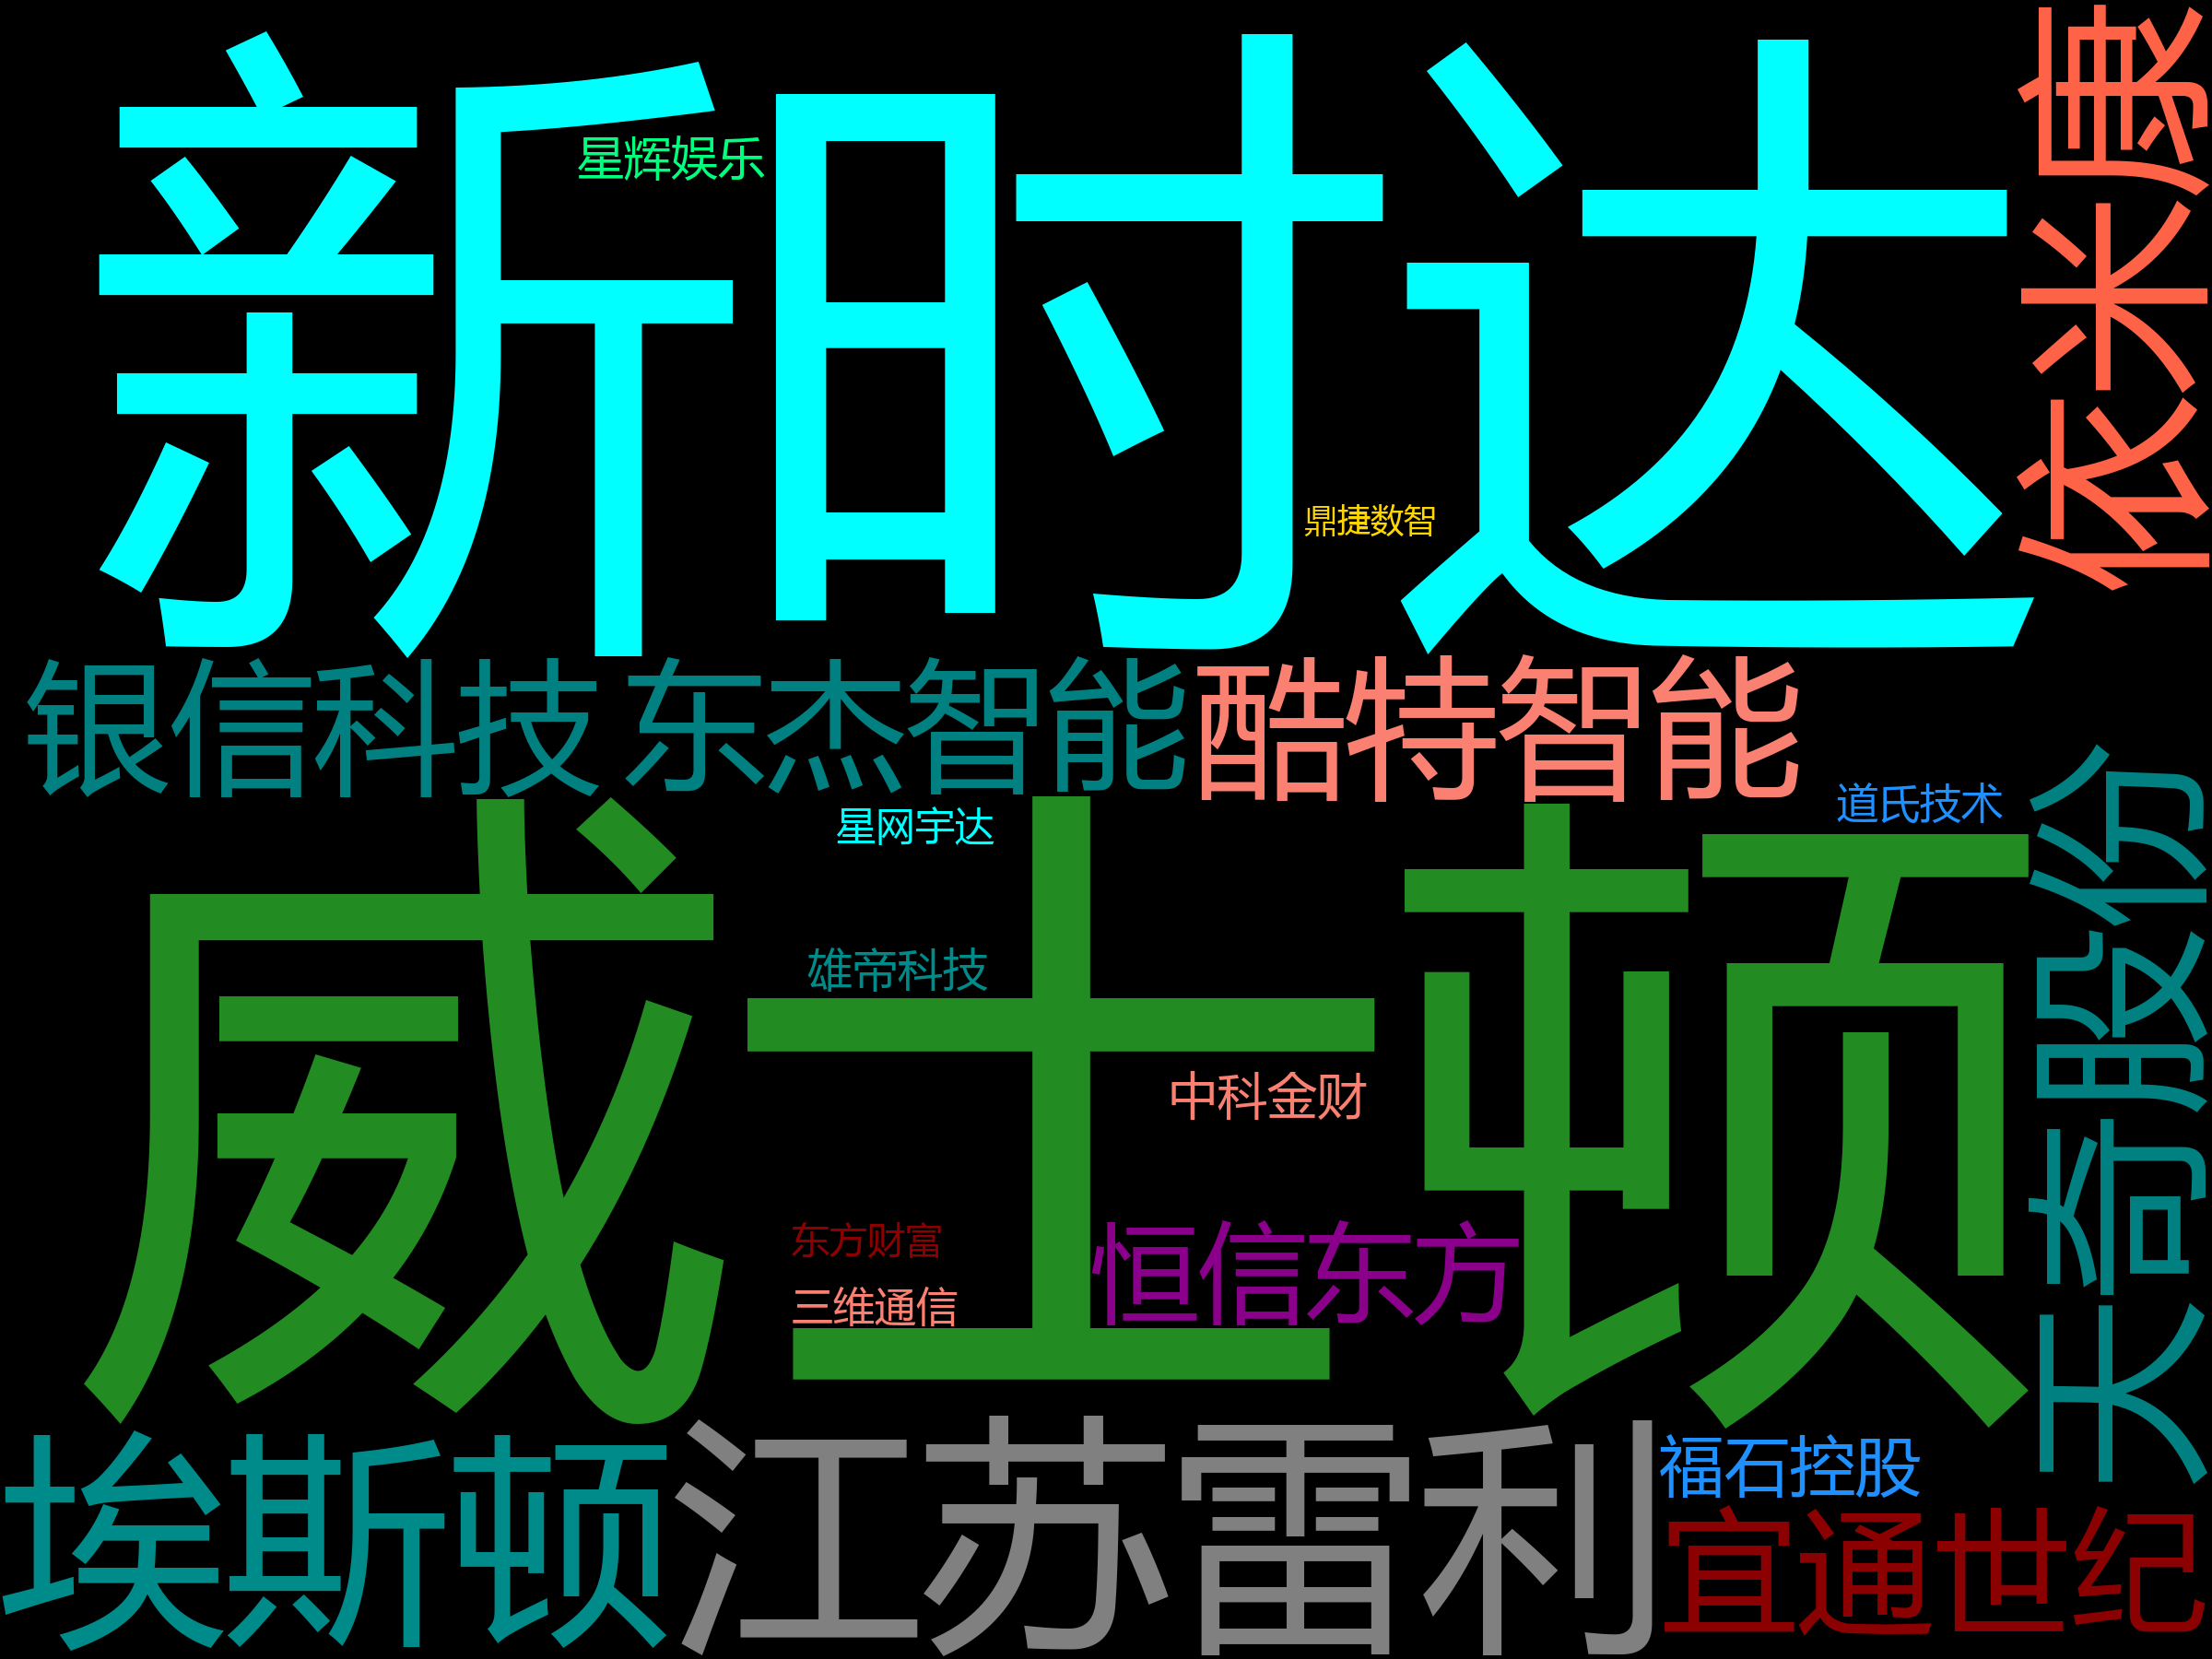 新时达
星辉娱乐
鼎捷数智
依米康
银信科技
东杰智能
酷特智能
道氏技术
星网宇达
威士顿
雄帝科技
中科金财
天奇股份
东方财富
恒信东方
三维通信
埃斯顿
江苏雷利
福石控股
宜通世纪